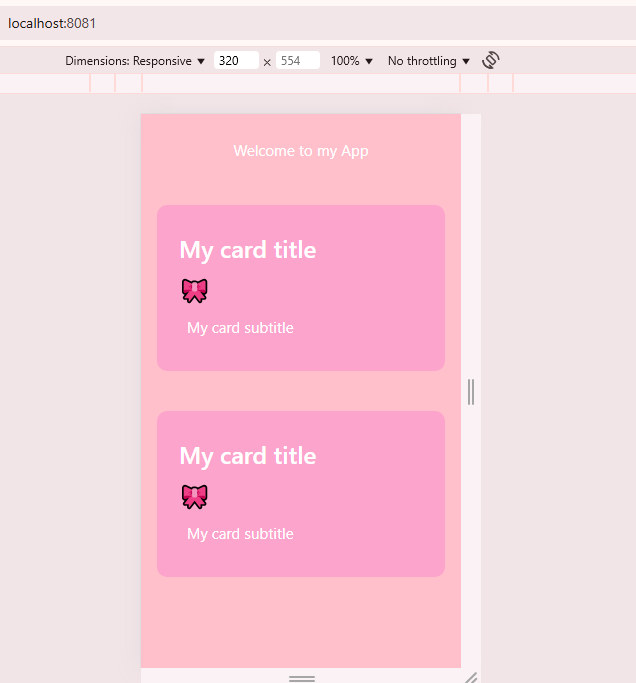 localhost:8081
Dimensions: Responsive ▼ 320 × 554 100% ▼ No throttling ▼
Welcome to my App
My card title
My card subtitle
My card title
My card subtitle